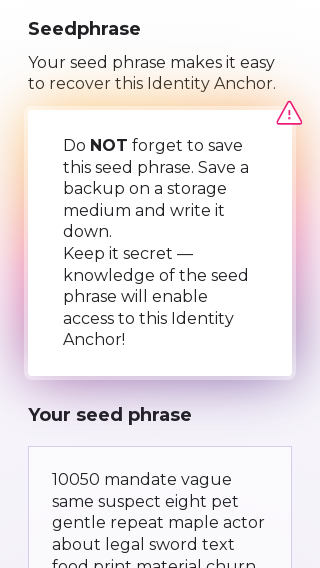 Seedphrase
Your seed phrase makes it easy
to recover this Identity Anchor.
Do NOT forget to save
this seed phrase. Save a
backup on a storage
medium and write it
down.
Keep it secret —
knowledge of the seed
phrase will enable
access to this Identity
Anchor!
Your seed phrase
10050 mandate vague
same suspect eight pet
gentle repeat maple actor
about legal sword text
food print material churn